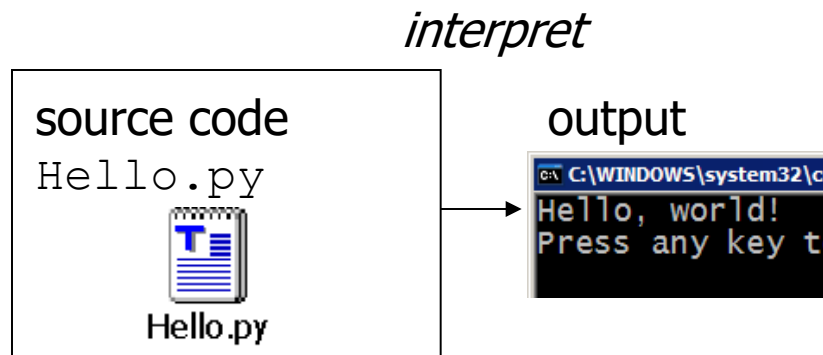 interpret
source code
Hello.py
Hello.py
output
C:\WINDOWS\system32\c
Hello, world!
Press any key t